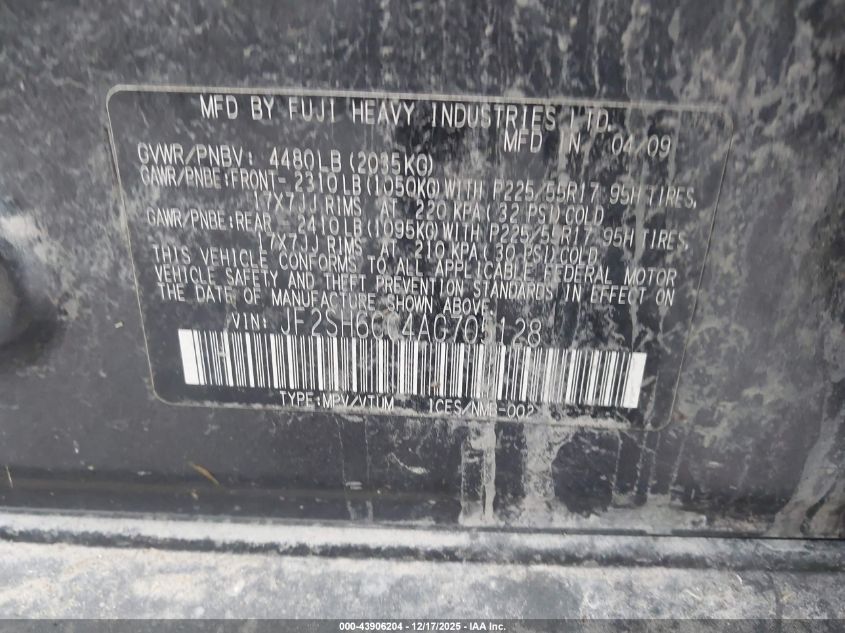 MFD BY FUJI HEAVY INDUSTRIES LTD.
MFD IN 04/09
GVWR/PNBV: 4480LB(2035KG)
GAWR/PNBE:FRONT- 2310LB(1050KG)WITH P225/55R17 95H TIRES,
17X7JJ RIMS AT 220 KPA(32 PSI)COLD
GAWR/PNBE:REAR - 2410LB(1095KG)WITH P225/55R17 95H TIRES,
17X7JJ RIMS AT 210 KPA(30 PSI)COLD
THIS VEHICLE CONFORMS TO ALL APPLICABLE FEDERAL MOTOR
VEHICLE SAFETY AND THEFT PREVENTION STANDARDS IN EFFECT ON
THE DATE OF MANUFACTURE SHOWN ABOVE.
VIN:
TYPE:MPV/VTUM ICES/NMB-002
000-43906204 - 12/17/2025 - IAA Inc.